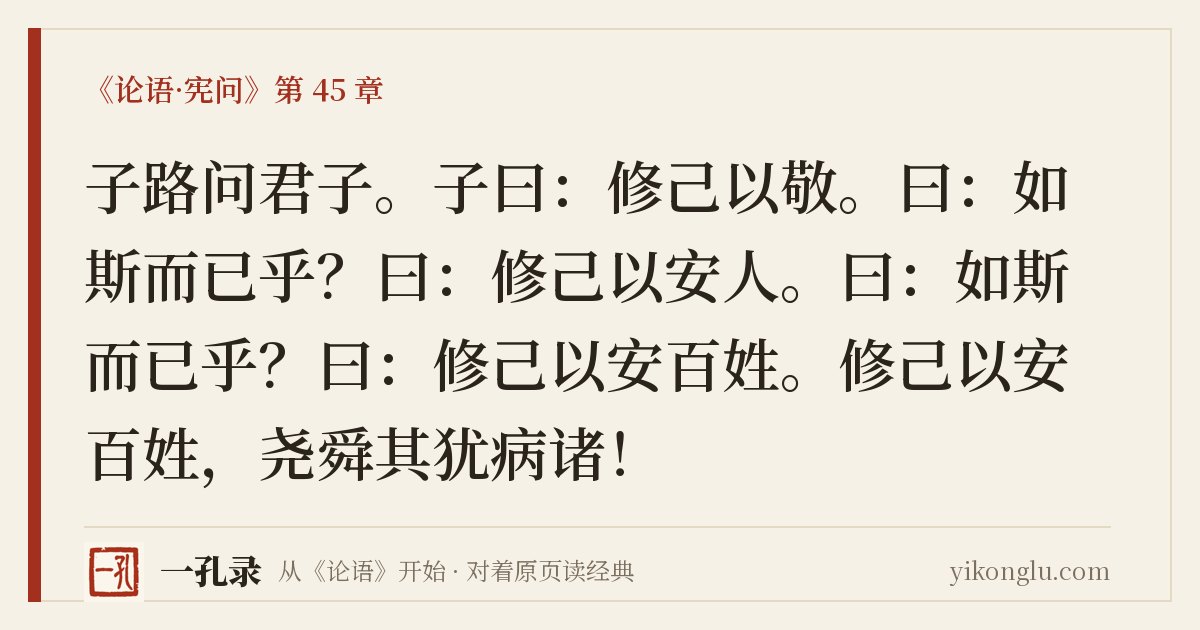 《论语·宪问》第 45 章
子路问君子。子曰：修己以敬。曰：如
斯而已乎？曰：修己以安人。曰：如斯
而已乎？曰：修己以安百姓。修己以安
百姓，尧舜其犹病诸！
一孔
一孔录 从《论语》开始 · 对着原页读经典 yikonglu.com